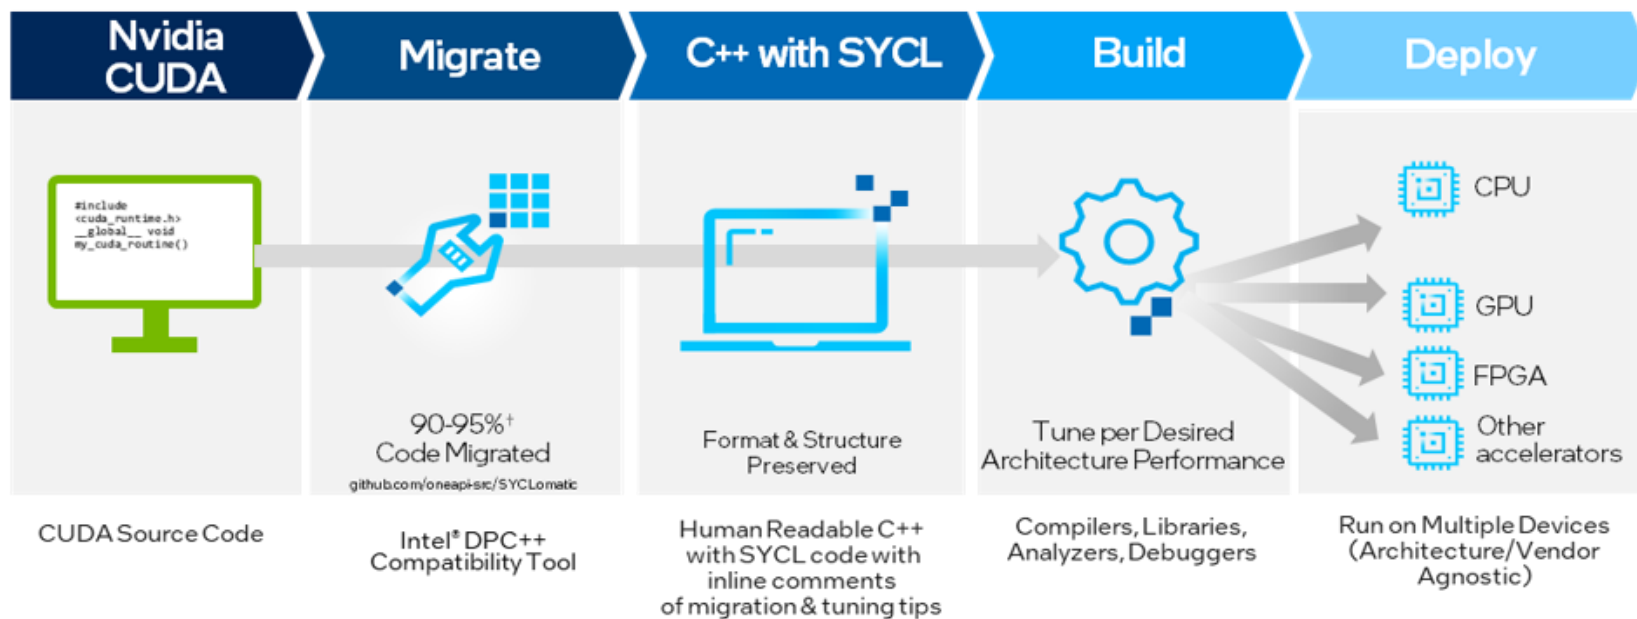 Nvidia
CUDA
Migrate
C++ with SYCL
Build
Deploy
#include
<cuda_runtime.h>
__global__ void
my_cuda_routine()
90-95%†
Code Migrated
github.com/oneapi-src/SYCLomatic
Format & Structure
Preserved
Tune per Desired
Architecture Performance
CPU
GPU
FPGA
Other
accelerators
CUDA Source Code
Intel® DPC++
Compatibility Tool
Human Readable C++
with SYCL code with
inline comments
of migration & tuning tips
Compilers, Libraries,
Analyzers, Debuggers
Run on Multiple Devices
(Architecture/Vendor
Agnostic)